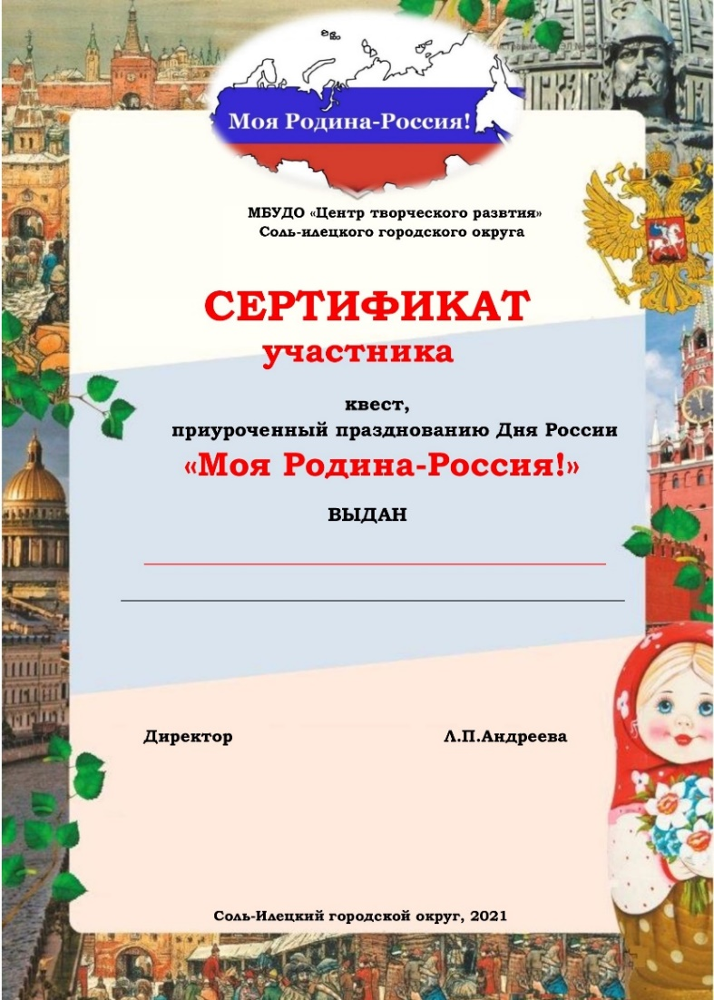 Моя Родина-Россия!
МБУДО «Центр творческого развтия»
Соль-илецкого городского округа
СЕРТИФИКАТ
участника
квест,
приуроченный празднованию Дня России
«Моя Родина-Россия!»
ВЫДАН
Директор Л.П.Андреева
Соль-Илецкий городской округ, 2021